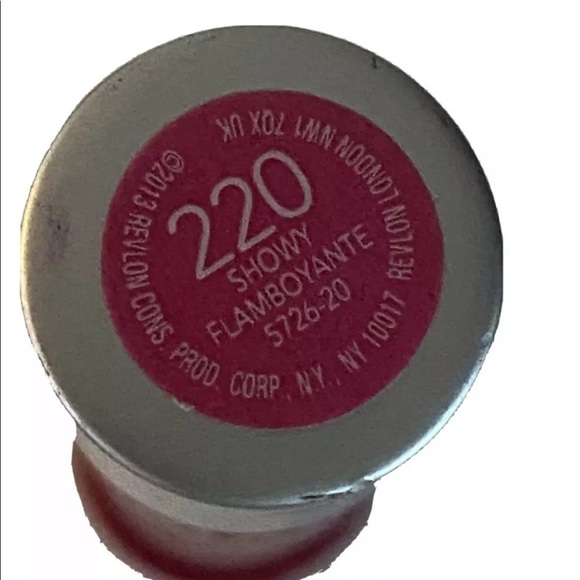 220
SHOWY
FLAMBOYANTE
5726-20
©2013 REVLON CONS. PROD. CORP., N.Y., NY 10017 REVLON LONDON NW1 7QX UK